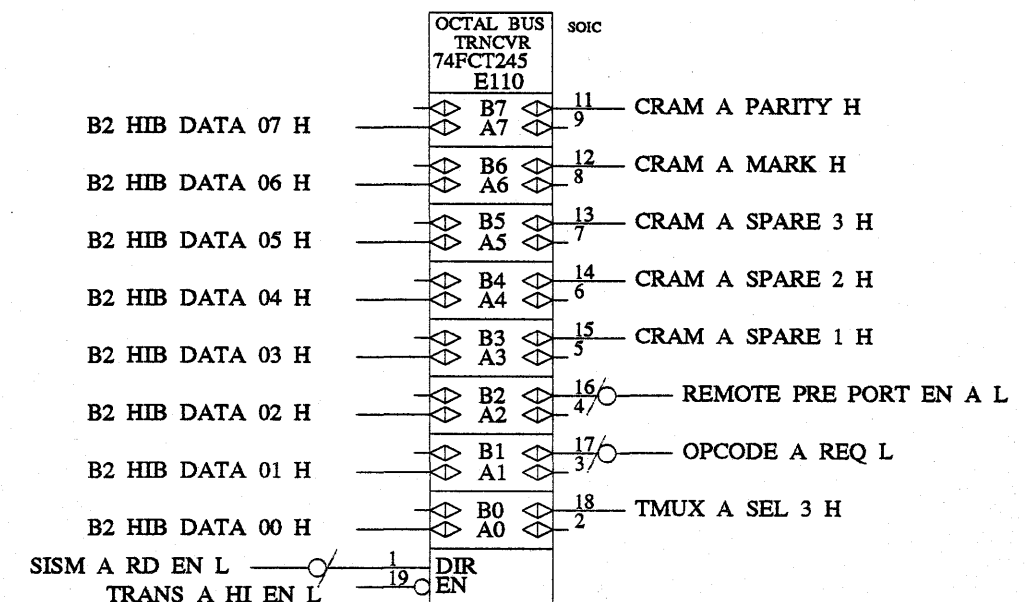 OCTAL BUS SOIC
TRNCVR
74FCT245
E110
B7 11 CRAM A PARITY H
B2 HIB DATA 07 H A7 9
B6 12 CRAM A MARK H
B2 HIB DATA 06 H A6 8
B5 13 CRAM A SPARE 3 H
B2 HIB DATA 05 H A5 7
B4 14 CRAM A SPARE 2 H
B2 HIB DATA 04 H A4 6
B3 15 CRAM A SPARE 1 H
B2 HIB DATA 03 H A3 5
B2 16 REMOTE PRE PORT EN A L
B2 HIB DATA 02 H A2 4
B1 17 OPCODE A REQ L
B2 HIB DATA 01 H A1 3
B0 18 TMUX A SEL 3 H
B2 HIB DATA 00 H A0 2
SISM A RD EN L 1 DIR
TRANS A HI EN L 19 EN